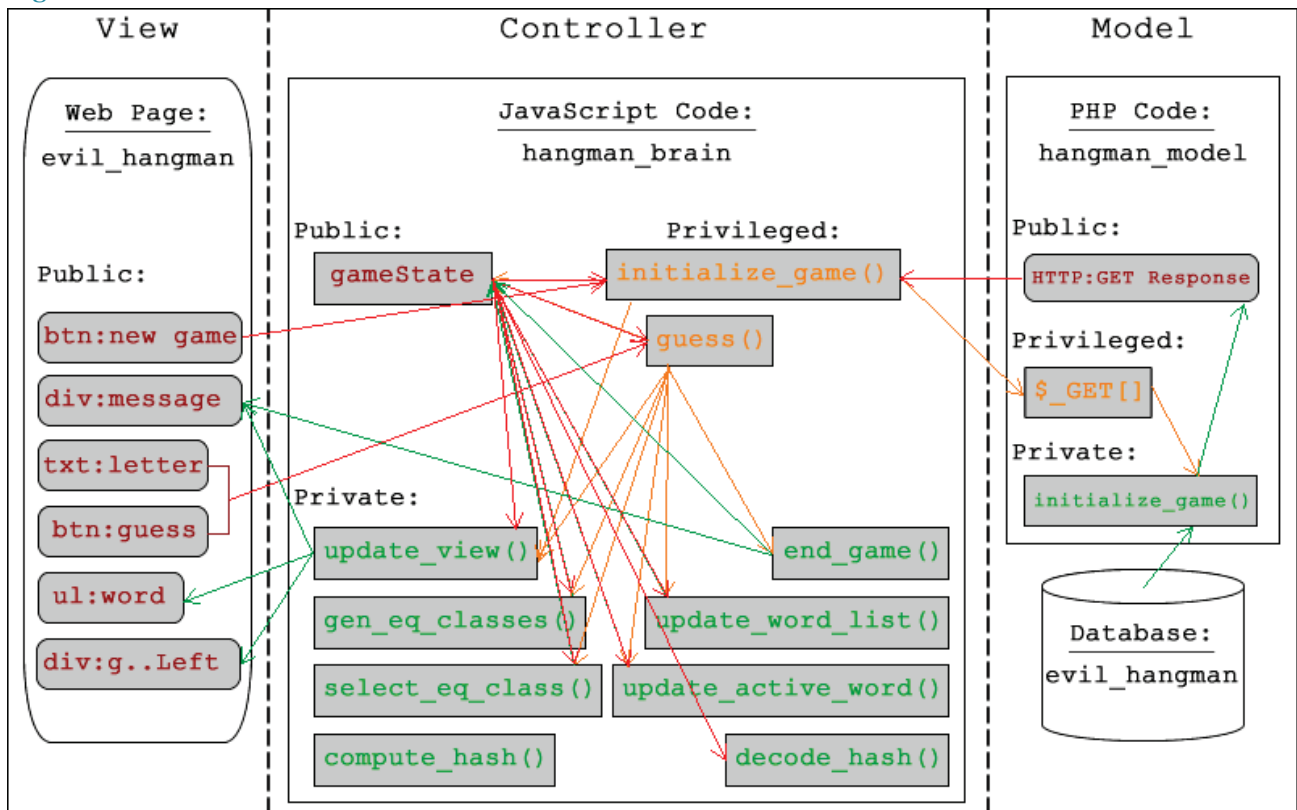 View
Controller
Model
Web Page:
evil_hangman
Public:
btn:new game
div:message
txt:letter
btn:guess
ul:word
div:g..Left
JavaScript Code:
hangman_brain
Public:
Privileged:
gameState
initialize_game()
guess()
Private:
update_view()
end_game()
gen_eq_classes()
update_word_list()
select_eq_class()
update_active_word()
compute_hash()
decode_hash()
PHP Code:
hangman_model
Public:
HTTP:GET Response
Privileged:
$_GET[]
Private:
initialize_game()
Database:
evil_hangman